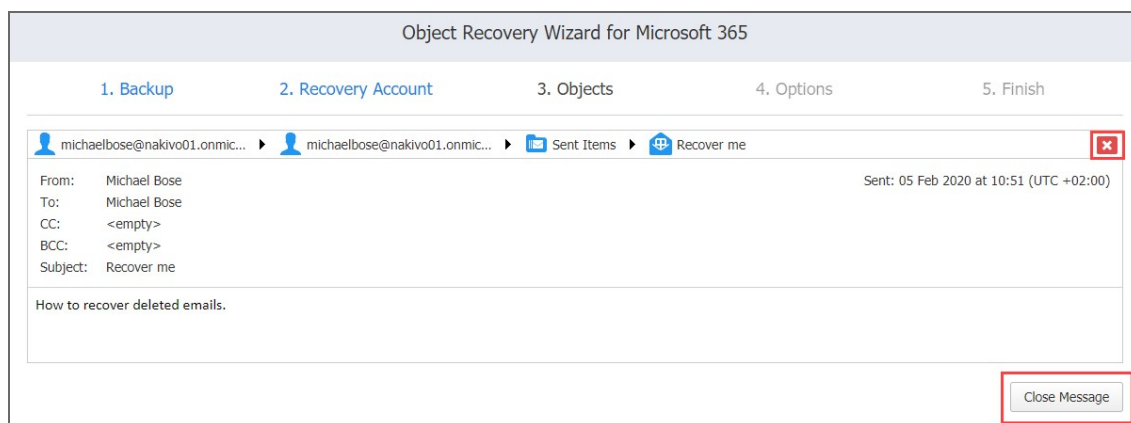 Object Recovery Wizard for Microsoft 365
1. Backup 2. Recovery Account 3. Objects 4. Options 5. Finish
michaelbose@nakivo01.onmic... michaelbose@nakivo01.onmic... Sent Items Recover me
From: Michael Bose Sent: 05 Feb 2020 at 10:51 (UTC +02:00)
To: Michael Bose
CC: <empty>
BCC: <empty>
Subject: Recover me
How to recover deleted emails.
Close Message